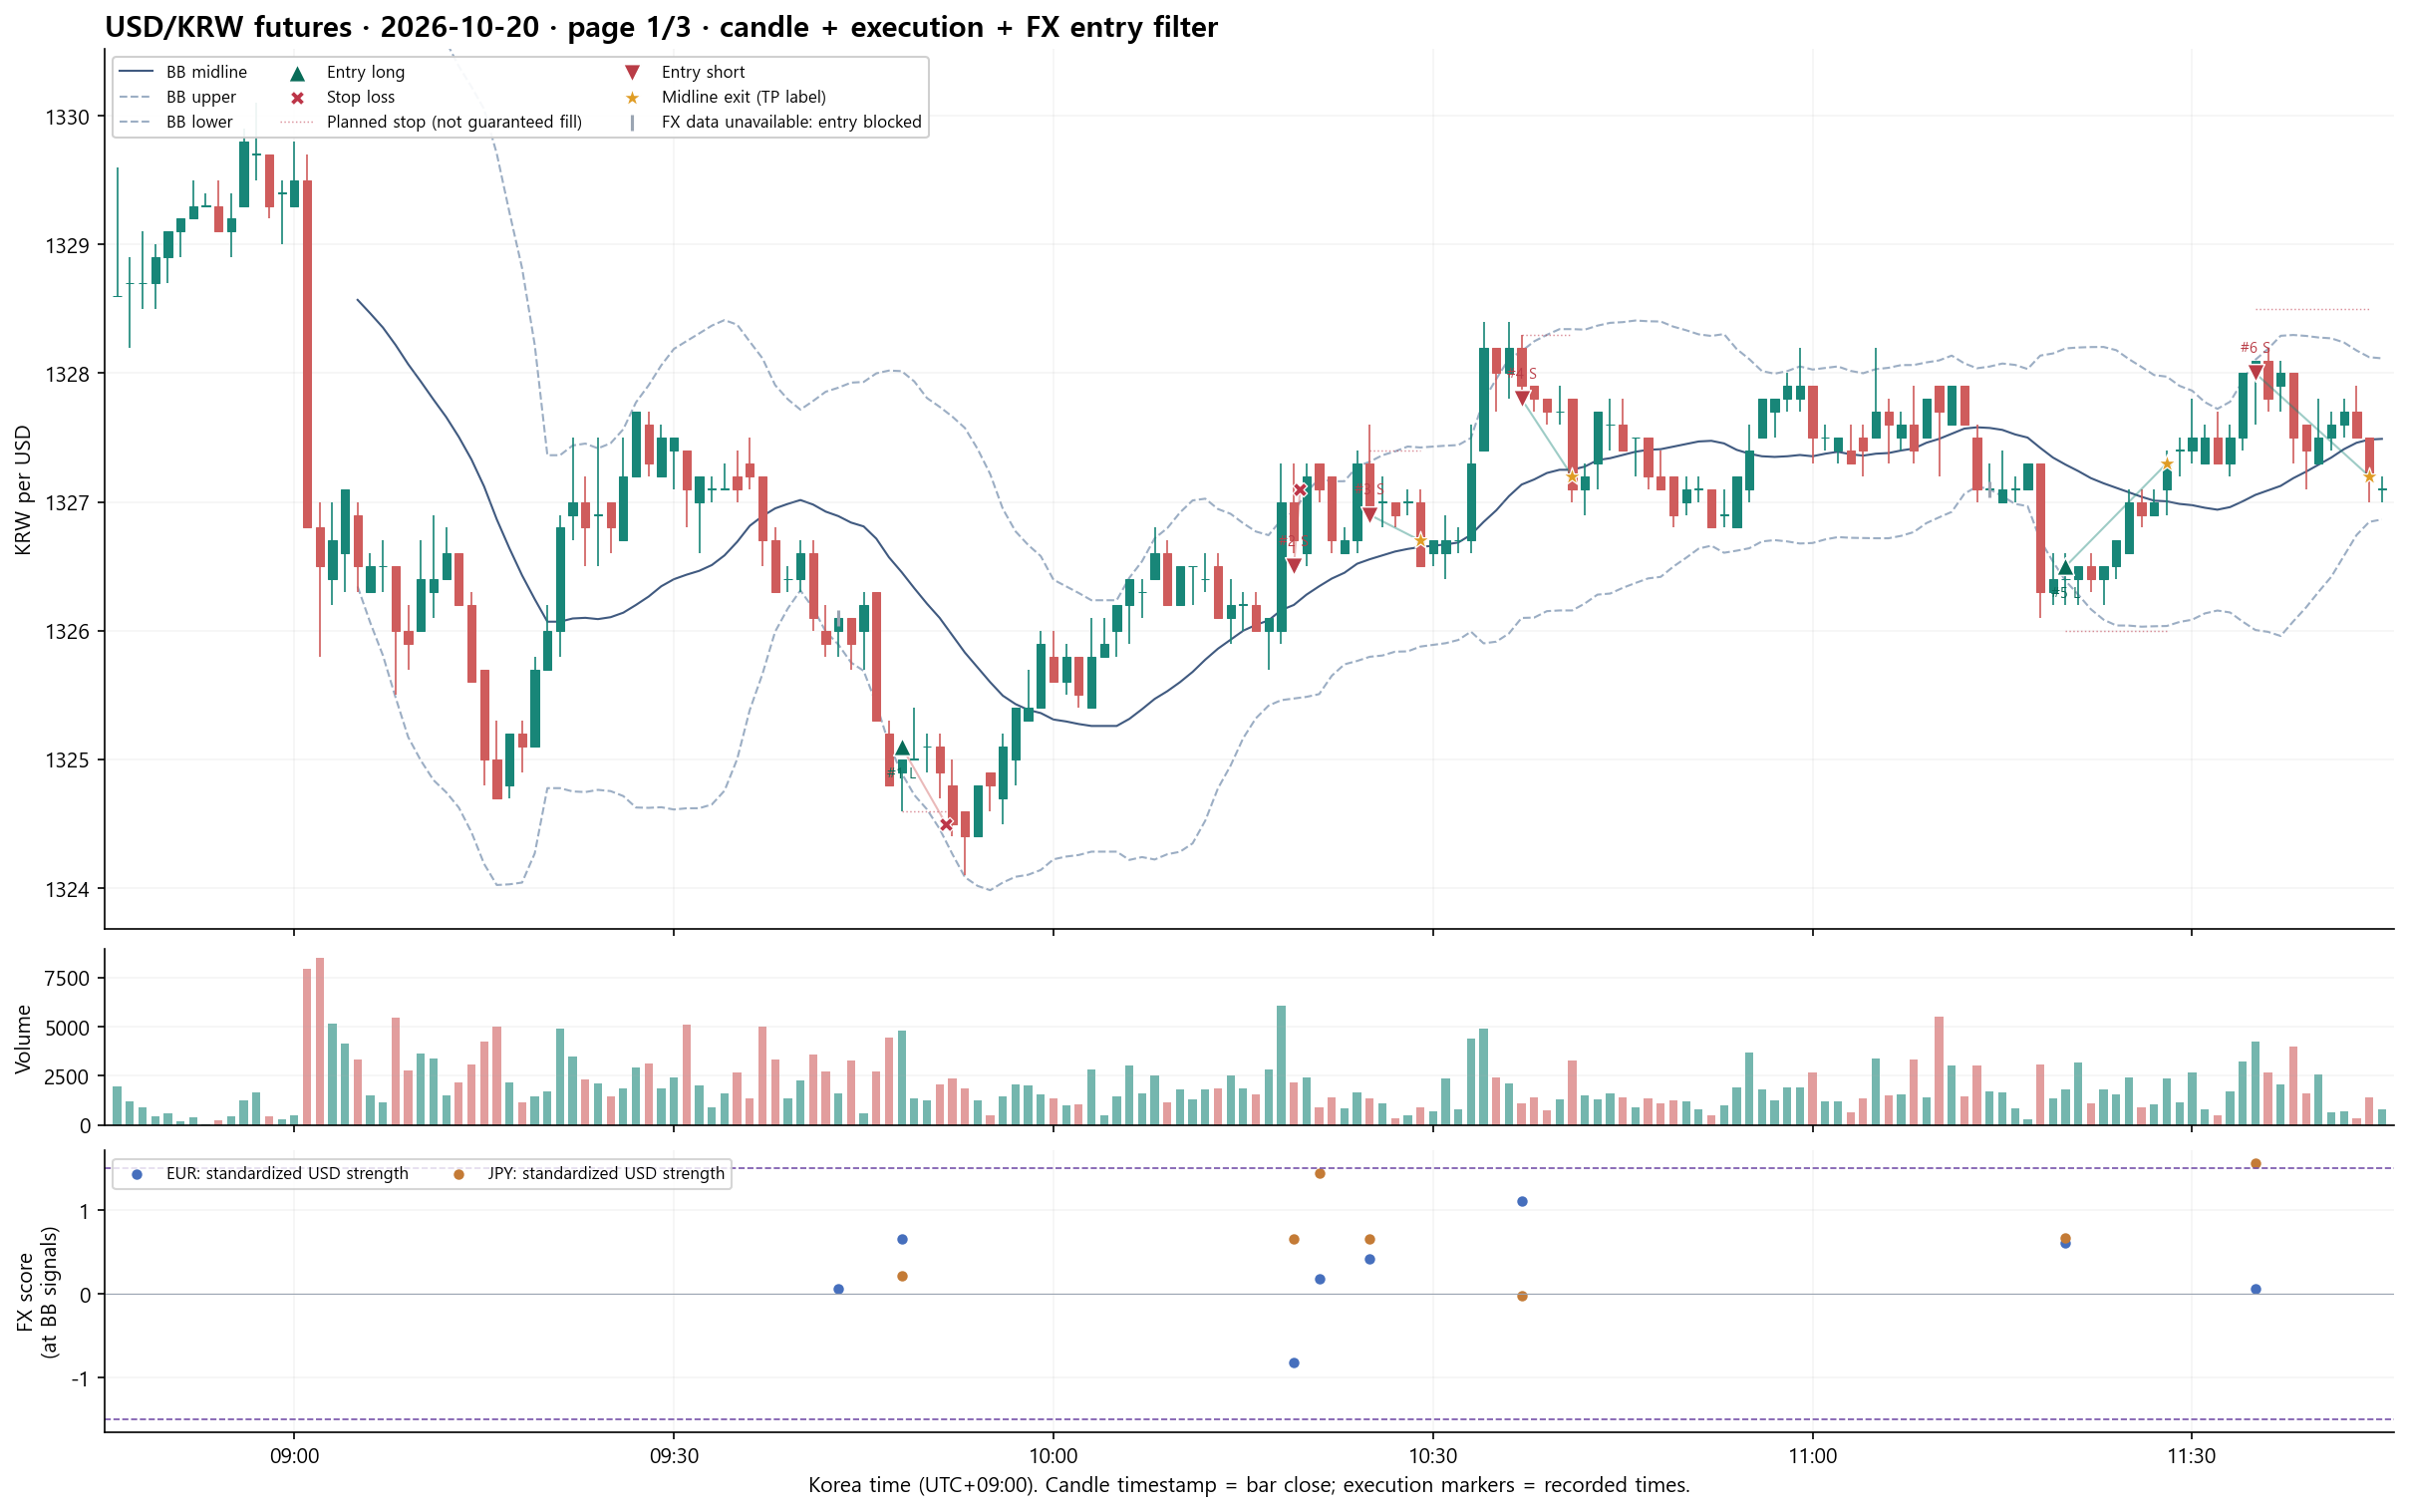 USD/KRW futures · 2026-10-20 · page 1/3 · candle + execution + FX entry filter
BB midline
BB upper
BB lower
Entry long
Stop loss
Planned stop (not guaranteed fill)
Entry short
Midline exit (TP label)
FX data unavailable: entry blocked
KRW per USD
1330
1329
1328
1327
1326
1325
1324
#2 S
#3 S
#4 S
#5 L
#6 S
Volume
7500
5000
2500
0
EUR: standardized USD strength
JPY: standardized USD strength
FX score
(at BB signals)
1
0
-1
09:00
09:30
10:00
10:30
11:00
11:30
Korea time (UTC+09:00). Candle timestamp = bar close; execution markers = recorded times.